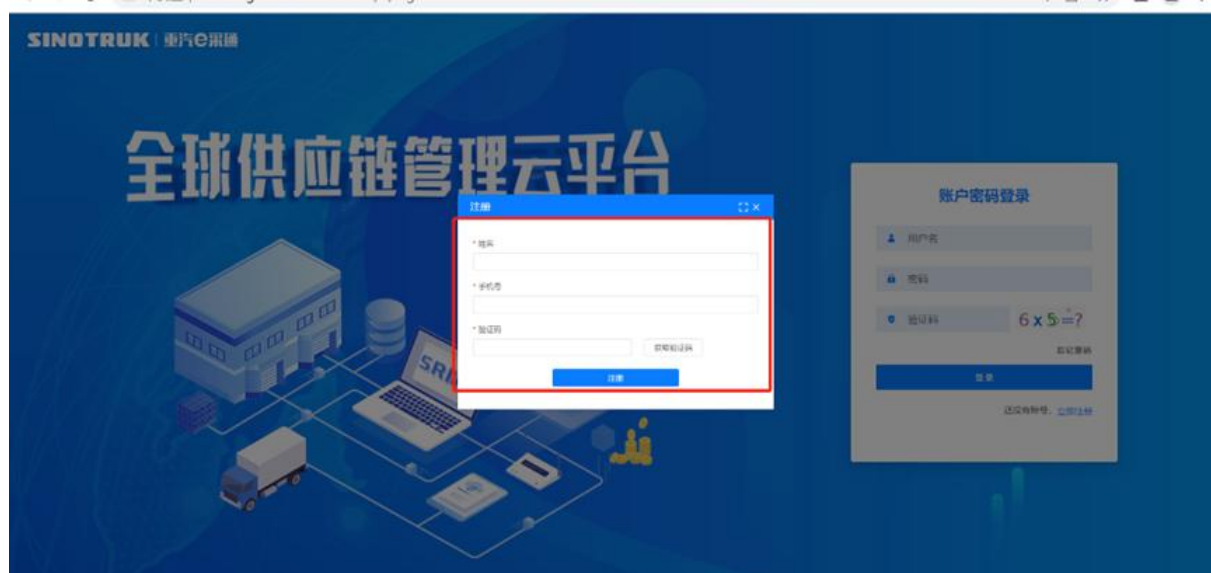 SINOTRUK 重汽e采通
全球供应链管理云平台
注册
* 姓名
* 手机号
* 验证码
获取验证码
注册
账户密码登录
用户名
密码
验证码
6 x 5 = ?
忘记密码
登录
还没有账号，立即注册